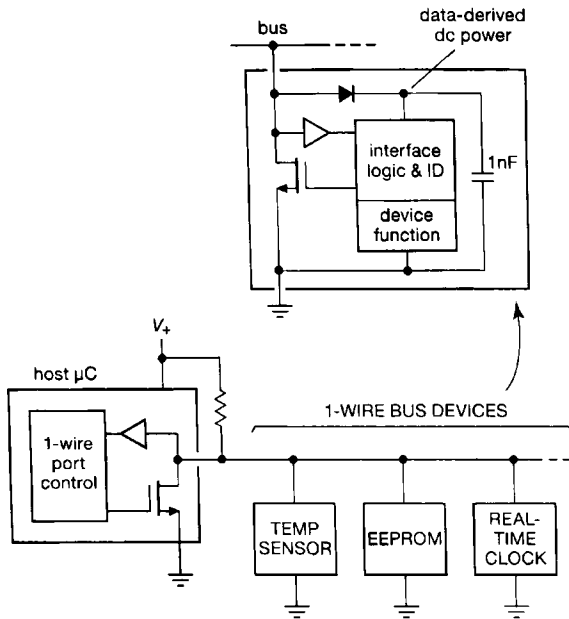 data-derived
dc power
bus
interface
logic & ID
1nF
device
function
V+
host μC
1-WIRE BUS DEVICES
1-wire
port
control
TEMP
SENSOR
EEPROM
REAL-
TIME
CLOCK